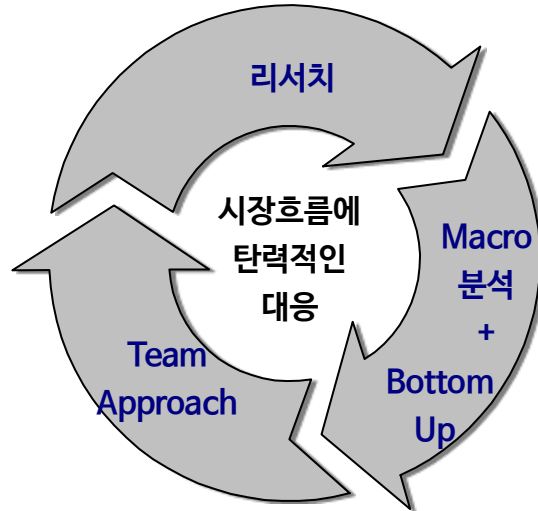 리서치
시장흐름에
탄력적인
대응
Macro
분석
+
Bottom
Up
Team
Approach